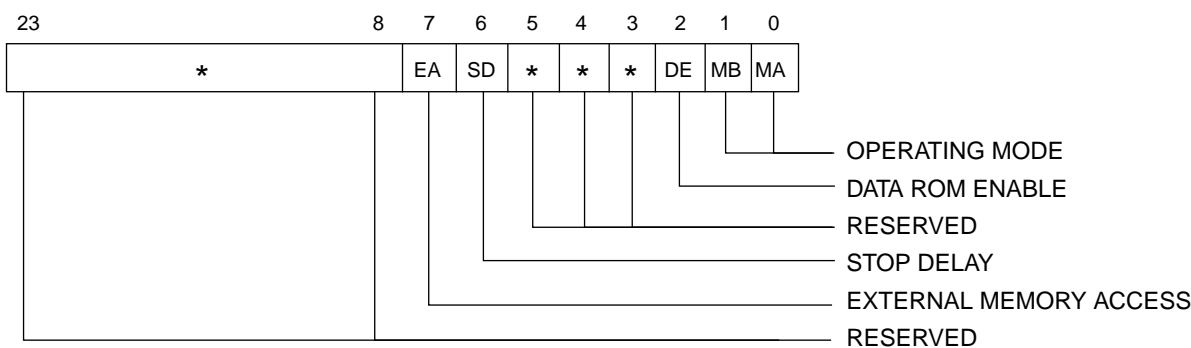 23 8 7 6 5 4 3 2 1 0
* EA SD * * * DE MB MA
OPERATING MODE
DATA ROM ENABLE
RESERVED
STOP DELAY
EXTERNAL MEMORY ACCESS
RESERVED